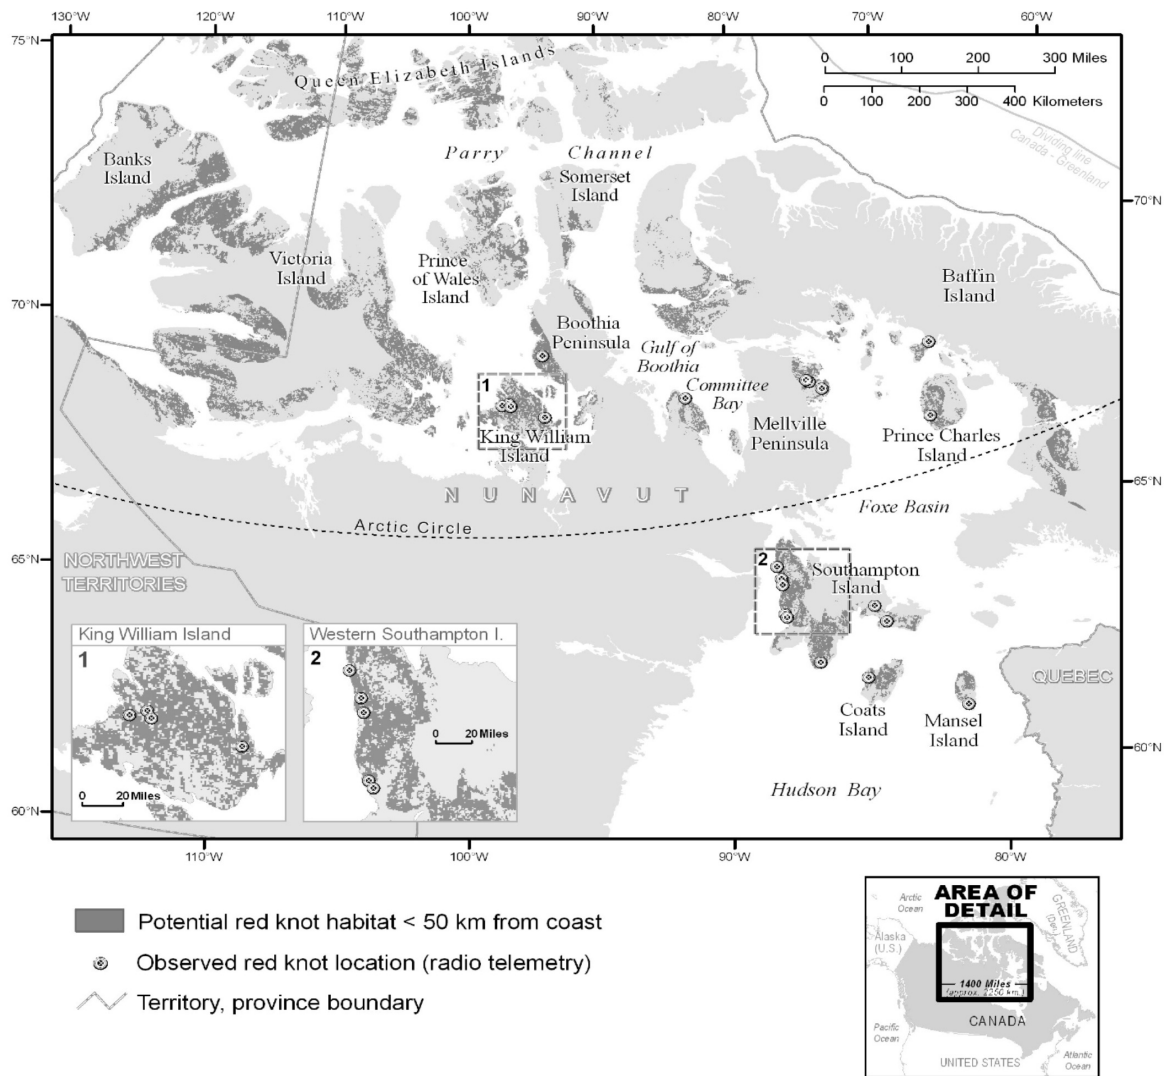 130°W 120°W 110°W 100°W 90°W 80°W 70°W 60°W
75°N
Queen Elizabeth Islands
0 100 200 300 Miles
0 100 200 300 400 Kilometers
Dividing line
Canada - Greenland
Banks
Island
Parry Channel
Somerset
Island
70°N
Victoria
Island
Prince
of Wales
Island
Baffin
Island
70°N
Boothia
Peninsula
Gulf of
Boothia
Committee
Bay
1
King William
Island
Mellville
Peninsula
Prince Charles
Island
65°N
NUNAVUT
Foxe Basin
Arctic Circle
65°N
NORTHWEST
TERRITORIES
2
Southampton
Island
King William Island
1
0 20 Miles
Western Southampton I.
2
0 20 Miles
QUEBEC
Coats
Island
Mansel
Island
60°N
Hudson Bay
60°N
110°W 100°W 90°W 80°W
Potential red knot habitat < 50 km from coast
Observed red knot location (radio telemetry)
Territory, province boundary
AREA OF
DETAIL
Arctic
Ocean
GREENLAND
(Den.)
Alaska
(U.S.)
1400 Miles
(approx. 2250 km.)
CANADA
Pacific
Ocean
UNITED STATES
Atlantic
Ocean